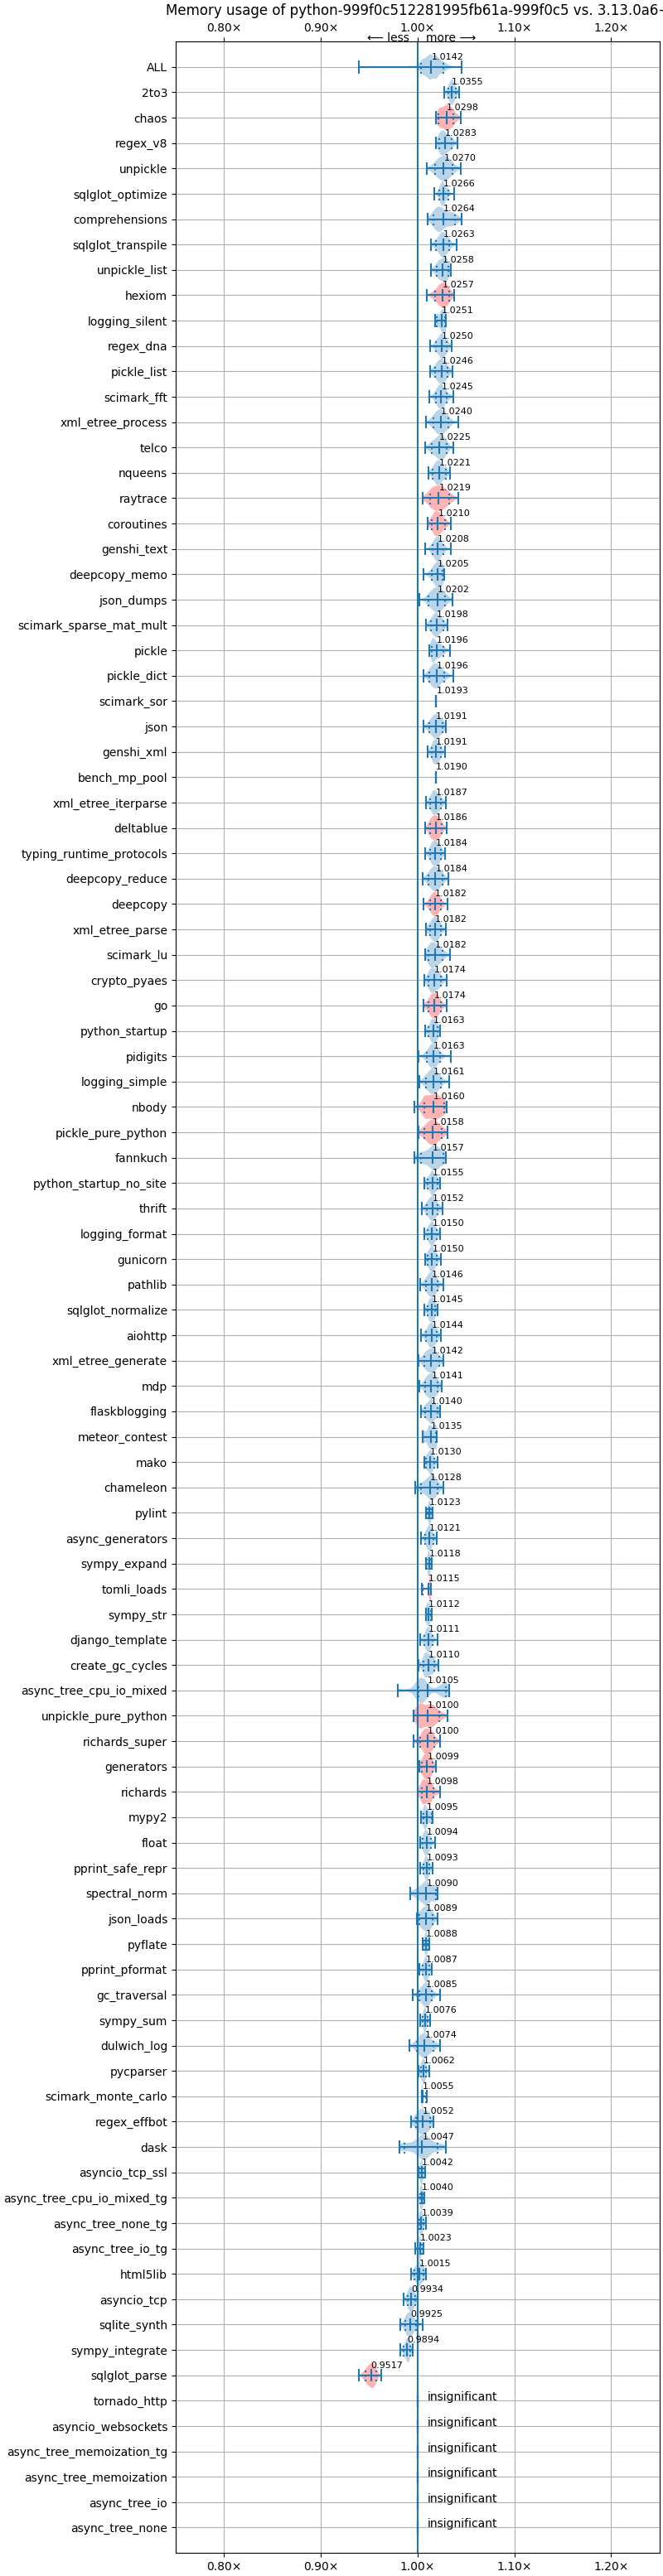 Memory usage of python-999f0c512281995fb61a-999f0c5 vs. 3.13.0a6-
0.80× 0.90× 1.00× 1.10× 1.20×
⟵ less more ⟶
ALL 1.0142
2to3 1.0355
chaos 1.0298
regex_v8 1.0283
unpickle 1.0270
sqlglot_optimize 1.0266
comprehensions 1.0264
sqlglot_transpile 1.0263
unpickle_list 1.0258
hexiom 1.0257
logging_silent 1.0251
regex_dna 1.0250
pickle_list 1.0246
scimark_fft 1.0245
xml_etree_process 1.0240
telco 1.0225
nqueens 1.0221
raytrace 1.0219
coroutines 1.0210
genshi_text 1.0208
deepcopy_memo 1.0205
json_dumps 1.0202
scimark_sparse_mat_mult 1.0198
pickle 1.0196
pickle_dict 1.0196
scimark_sor 1.0193
json 1.0191
genshi_xml 1.0191
bench_mp_pool 1.0190
xml_etree_iterparse 1.0187
deltablue 1.0186
typing_runtime_protocols 1.0184
deepcopy_reduce 1.0184
deepcopy 1.0182
xml_etree_parse 1.0182
scimark_lu 1.0182
crypto_pyaes 1.0174
go 1.0174
python_startup 1.0163
pidigits 1.0163
logging_simple 1.0161
nbody 1.0160
pickle_pure_python 1.0158
fannkuch 1.0157
python_startup_no_site 1.0155
thrift 1.0152
logging_format 1.0150
gunicorn 1.0150
pathlib 1.0146
sqlglot_normalize 1.0145
aiohttp 1.0144
xml_etree_generate 1.0142
mdp 1.0141
flaskblogging 1.0140
meteor_contest 1.0135
mako 1.0130
chameleon 1.0128
pylint 1.0123
async_generators 1.0121
sympy_expand 1.0118
tomli_loads 1.0115
sympy_str 1.0112
django_template 1.0111
create_gc_cycles 1.0110
async_tree_cpu_io_mixed 1.0105
unpickle_pure_python 1.0100
richards_super 1.0100
generators 1.0099
richards 1.0098
mypy2 1.0095
float 1.0094
pprint_safe_repr 1.0093
spectral_norm 1.0090
json_loads 1.0089
pyflate 1.0088
pprint_pformat 1.0087
gc_traversal 1.0085
sympy_sum 1.0076
dulwich_log 1.0074
pycparser 1.0062
scimark_monte_carlo 1.0055
regex_effbot 1.0052
dask 1.0047
asyncio_tcp_ssl 1.0042
async_tree_cpu_io_mixed_tg 1.0040
async_tree_none_tg 1.0039
async_tree_io_tg 1.0023
html5lib 1.0015
asyncio_tcp 0.9934
sqlite_synth 0.9925
sympy_integrate 0.9894
sqlglot_parse 0.9517
tornado_http insignificant
asyncio_websockets insignificant
async_tree_memoization_tg insignificant
async_tree_memoization insignificant
async_tree_io insignificant
async_tree_none insignificant
0.80× 0.90× 1.00× 1.10× 1.20×